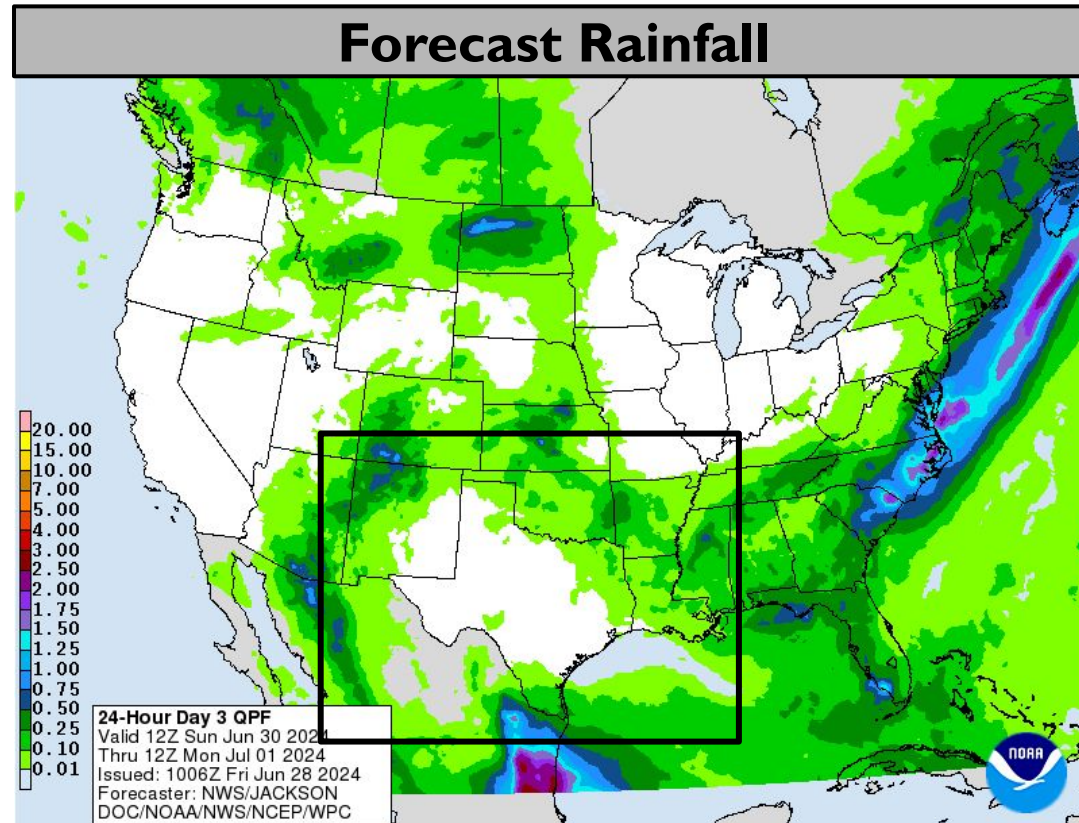 Forecast Rainfall
20.00
15.00
10.00
7.00
5.00
4.00
3.00
2.50
2.00
1.75
1.50
1.25
1.00
0.75
0.50
0.25
0.10
0.01
24-Hour Day 3 QPF
Valid 12Z Sun Jun 30 2024
Thru 12Z Mon Jul 01 2024
Issued: 1006Z Fri Jun 28 2024
Forecaster: NWS/JACKSON
DOC/NOAA/NWS/NCEP/WPC
NOAA